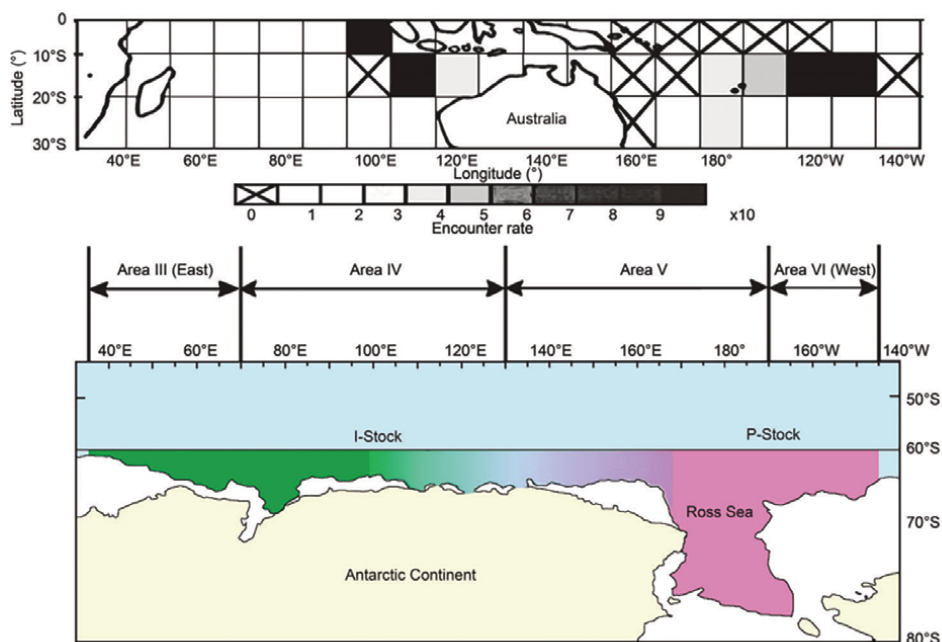 0
10°S
20°S
30°S
Latitude (°)
Australia
40°E 60°E 80°E 100°E 120°E 140°E 160°E 180° 120°W 140°W
Longitude (°)
0 1 2 3 4 5 6 7 8 9 x10
Encounter rate
Area III (East) Area IV Area V Area VI (West)
40°E 60°E 80°E 100°E 120°E 140°E 160°E 180° 160°W 140°W
50°S
I-Stock P-Stock
60°S
Ross Sea
70°S
Antarctic Continent
80°S